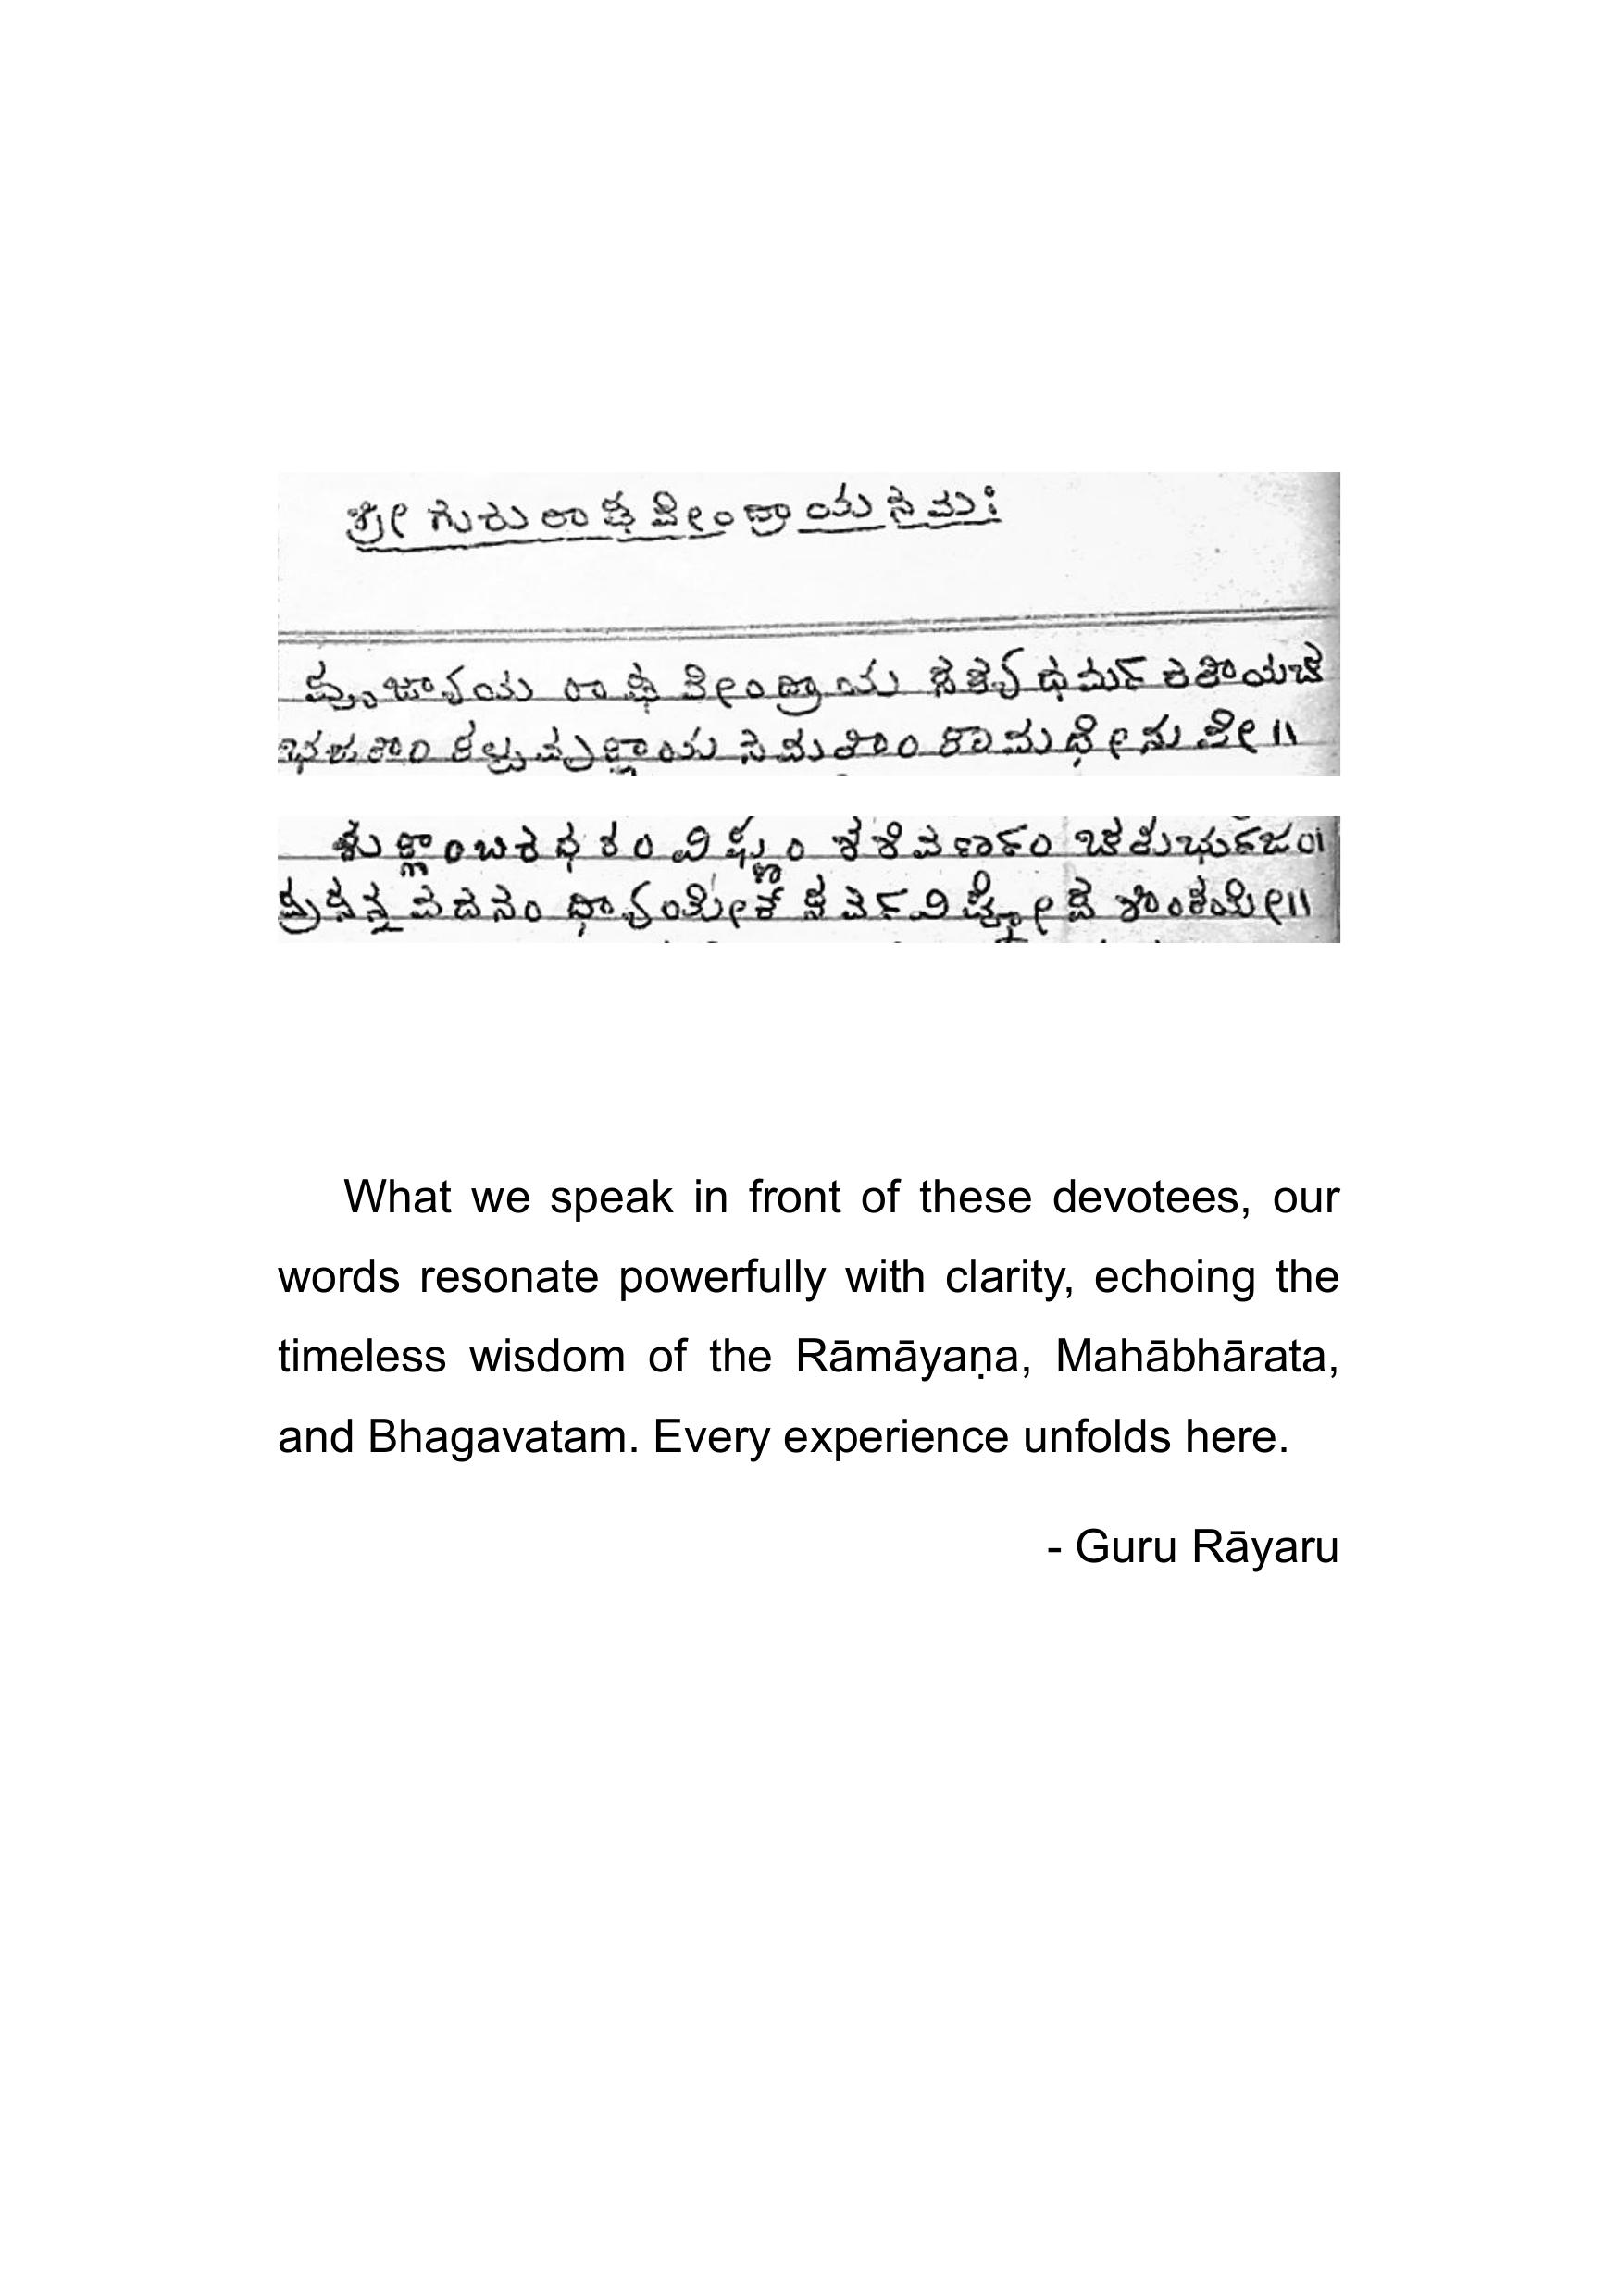 ಶ್ರೀ ಗುರು ರಾಘವೇಂದ್ರಾಯ ನಮಃ
ಪೂಜ್ಯಾಯ ರಾಘವೇಂದ್ರಾಯ ಸತ್ಯಧರ್ಮ ರತಾಯಚ
ಭಜತಾಂ ಕಲ್ಪವೃಕ್ಷಾಯ ನಮತಾಂ ಕಾಮಧೇನುವೇ॥
ಶುಕ್ಲಾಂಬರಧರಂ ವಿಷ್ಣುಂ ಶಶಿವರ್ಣಂ ಚತುರ್ಭುಜಂ।
ಪ್ರಸನ್ನ ವದನಂ ಧ್ಯಾಯೇತ್ ಸರ್ವವಿಘ್ನೋಪ ಶಾಂತಯೇ॥
What we speak in front of these devotees, our
words resonate powerfully with clarity, echoing the
timeless wisdom of the Rāmāyaṇa, Mahābhārata,
and Bhagavatam. Every experience unfolds here.
- Guru Rāyaru